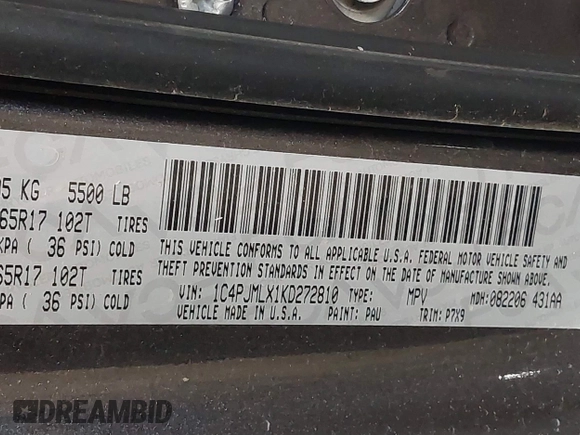 05 KG 5500 LB
65R17 102T TIRES
KPA ( 36 PSI) COLD
65R17 102T TIRES
KPA ( 36 PSI) COLD
THIS VEHICLE CONFORMS TO ALL APPLICABLE U.S.A. FEDERAL MOTOR VEHICLE SAFETY AND
THEFT PREVENTION STANDARDS IN EFFECT ON THE DATE OF MANUFACTURE SHOWN ABOVE.
VIN: 1C4PJMLX1KD272810 TYPE: MPV MDH: 082206 431AA
VEHICLE MADE IN U.S.A. PAINT: PAU TRIM: P7X9
DREAMBID